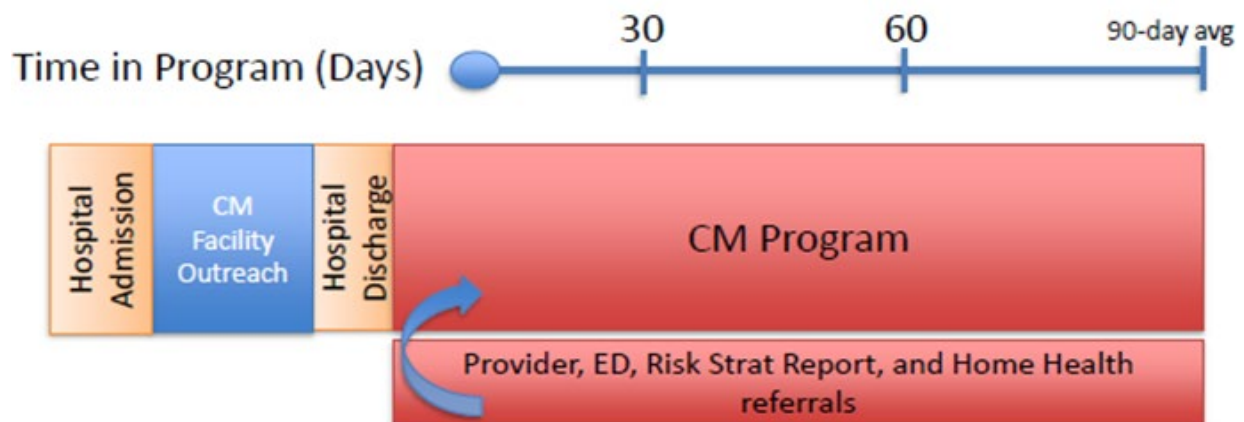 30
60
90-day avg
Time in Program (Days)
Hospital
Admission
CM
Facility
Outreach
Hospital
Discharge
CM Program
Provider, ED, Risk Strat Report, and Home Health
referrals